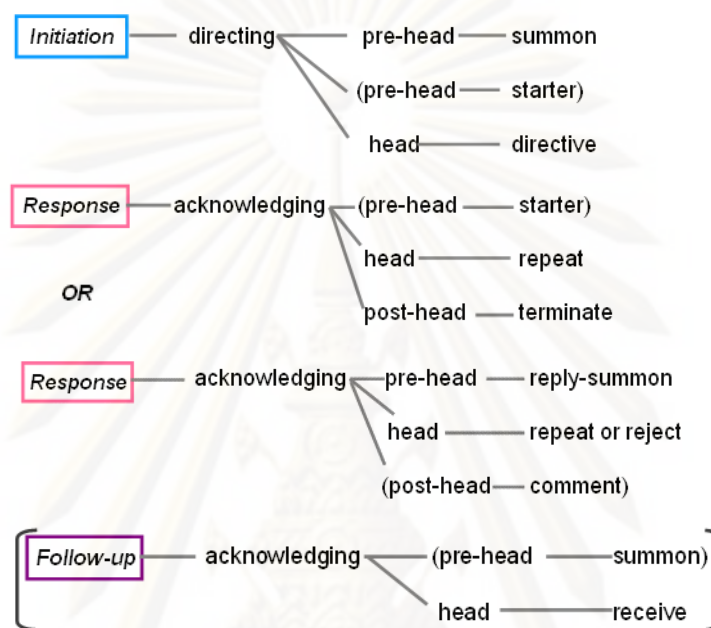 Initiation directing pre-head summon
(pre-head starter)
head directive
Response acknowledging (pre-head starter)
head repeat
OR
post-head terminate
Response acknowledging pre-head reply-summon
head repeat or reject
(post-head comment)
Follow-up acknowledging (pre-head summon)
head receive